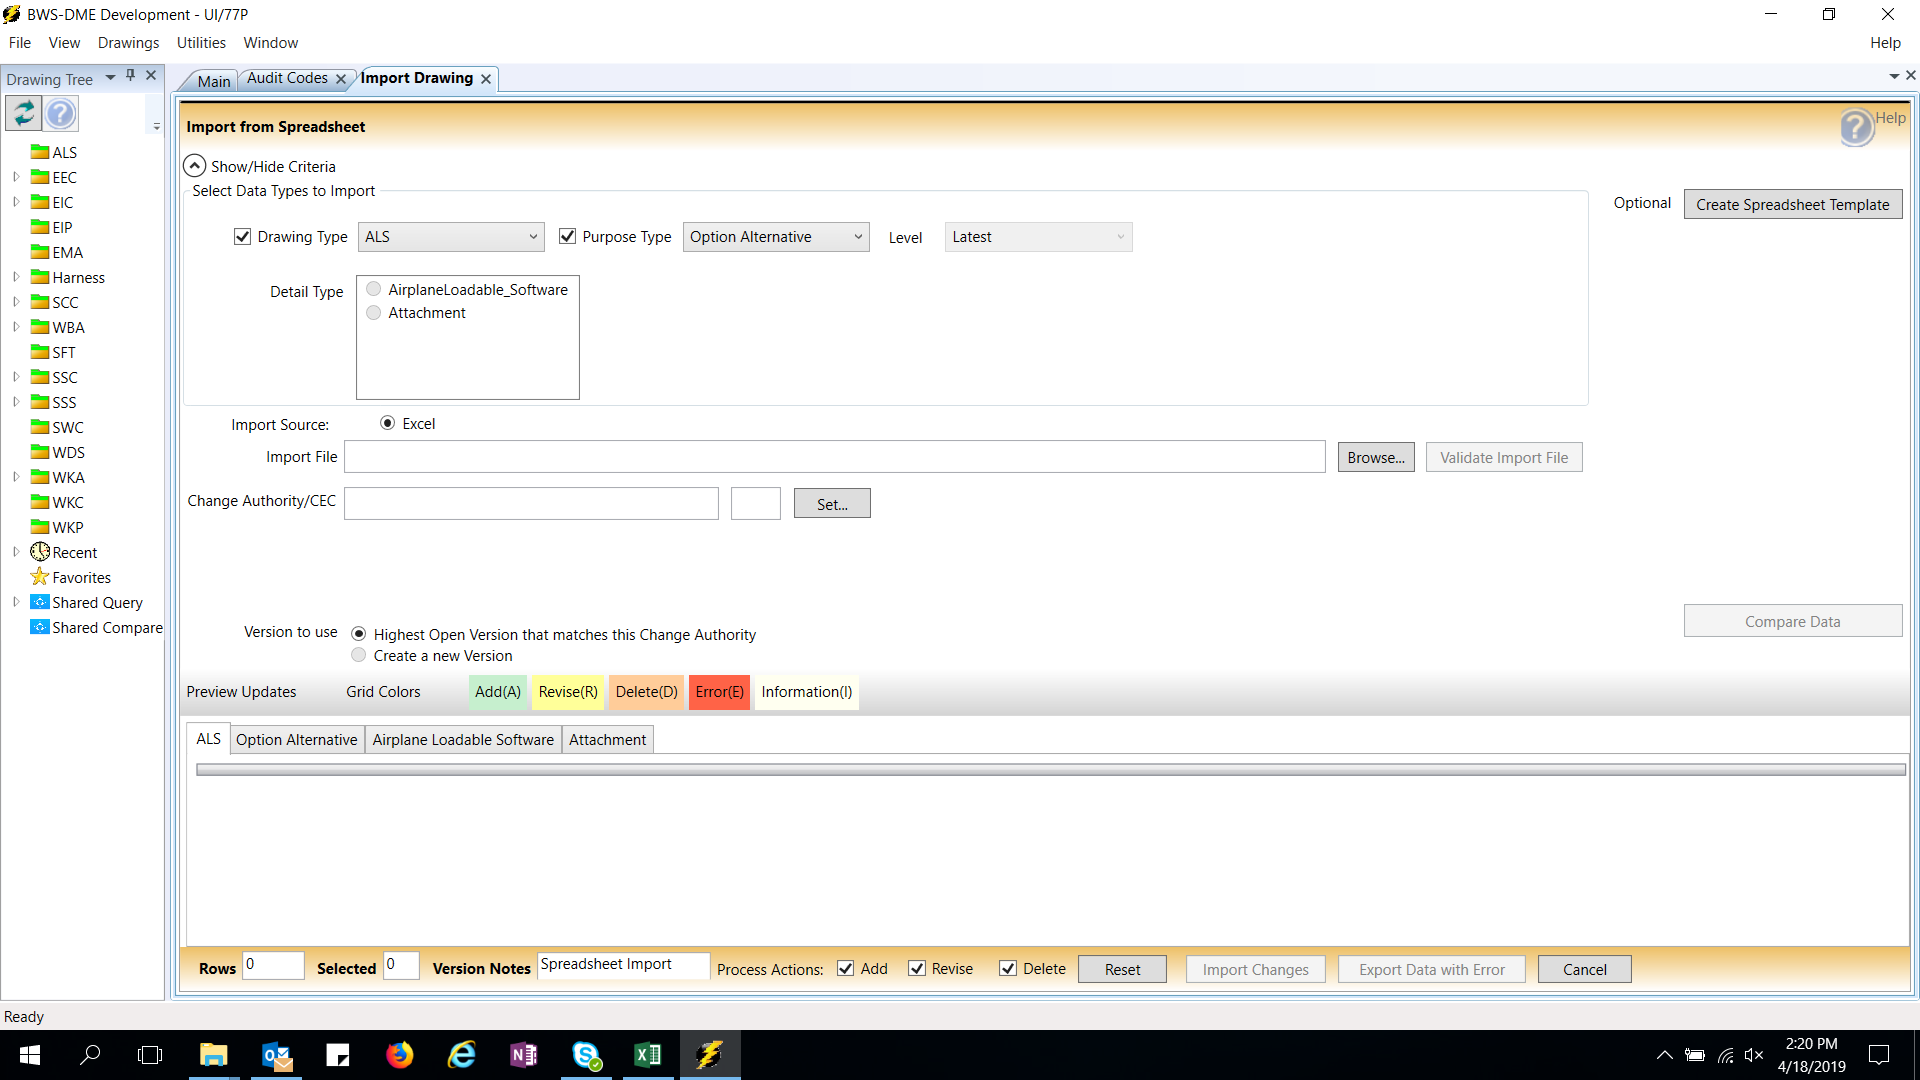 BWS-DME Development - UI/77P
File View Drawings Utilities Window Help
Drawing Tree
Main Audit Codes Import Drawing
Import from Spreadsheet
Help
Show/Hide Criteria
Select Data Types to Import
Optional Create Spreadsheet Template
Drawing Type ALS Purpose Type Option Alternative Level Latest
Detail Type AirplaneLoadable_Software
Attachment
Import Source: Excel
Import File Browse... Validate Import File
Change Authority/CEC Set...
Compare Data
Version to use Highest Open Version that matches this Change Authority
Create a new Version
Preview Updates Grid Colors Add(A) Revise(R) Delete(D) Error(E) Information(I)
ALS Option Alternative Airplane Loadable Software Attachment
Rows 0 Selected 0 Version Notes Spreadsheet Import Process Actions: Add Revise Delete Reset Import Changes Export Data with Error Cancel
ALS
EEC
EIC
EIP
EMA
Harness
SCC
WBA
SFT
SSC
SSS
SWC
WDS
WKA
WKC
WKP
Recent
Favorites
Shared Query
Shared Compare
Ready
2:20 PM
4/18/2019